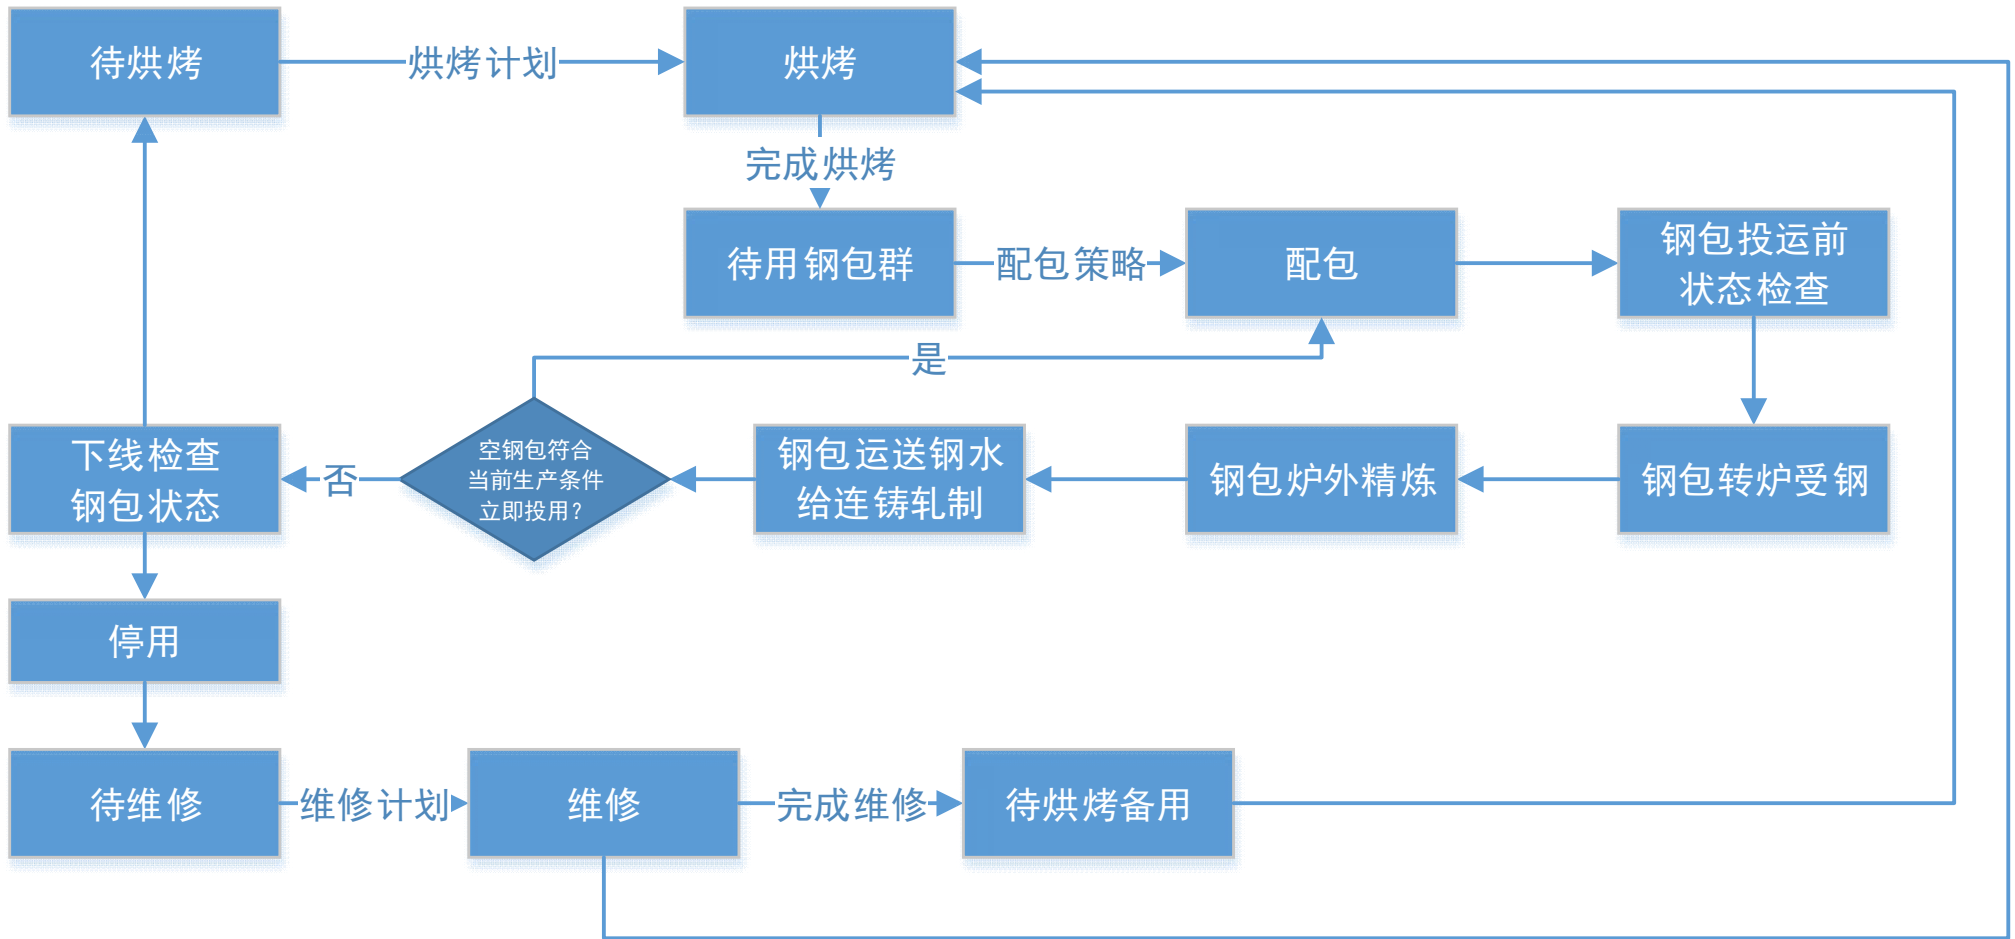 待烘烤
烘烤计划
烘烤
完成烘烤
待用钢包群
配包策略
配包
钢包投运前
状态检查
是
下线检查
钢包状态
否
空钢包符合
当前生产条件
立即投用？
钢包运送钢水
给连铸轧制
钢包炉外精炼
钢包转炉受钢
停用
待维修
维修计划
维修
完成维修
待烘烤备用